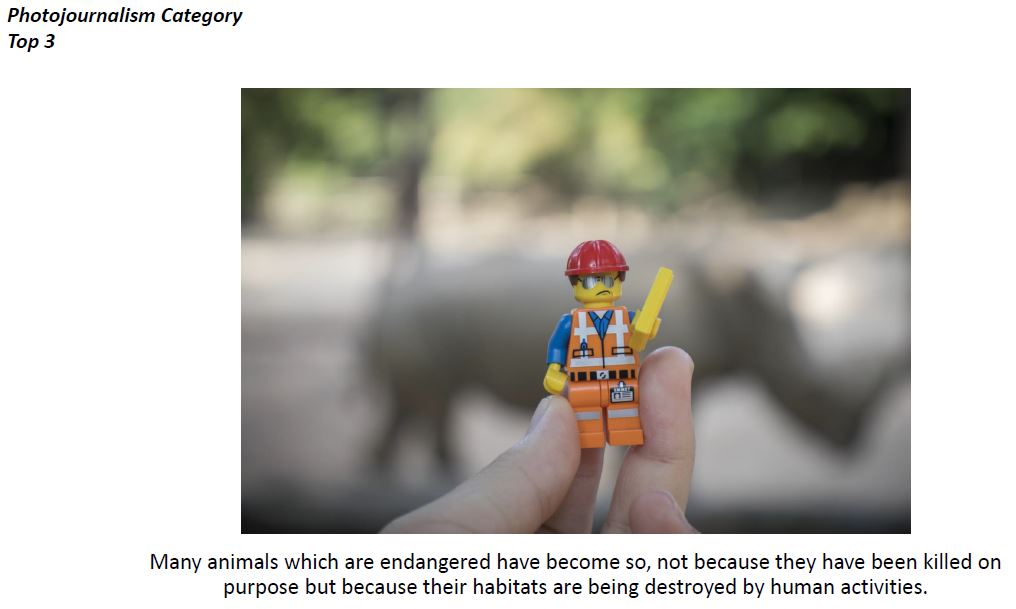 Photojournalism Category
Top 3
Many animals which are endangered have become so, not because they have been killed on
purpose but because their habitats are being destroyed by human activities.